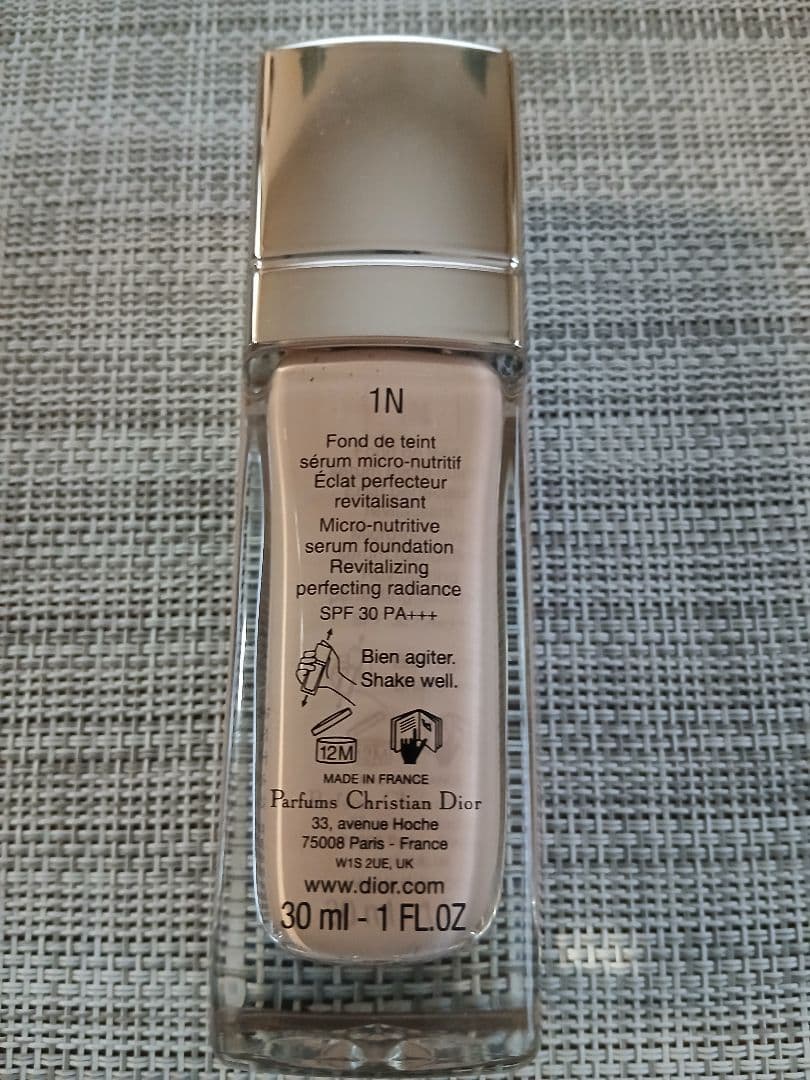 1N
Fond de teint
sérum micro-nutritif
Éclat perfecteur
revitalisant
Micro-nutritive
serum foundation
Revitalizing
perfecting radiance
SPF 30 PA+++
Bien agiter.
Shake well.
12M
MADE IN FRANCE
Parfums Christian Dior
33, avenue Hoche
75008 Paris - France
W1S 2UE, UK
www.dior.com
30 ml - 1 FL.OZ